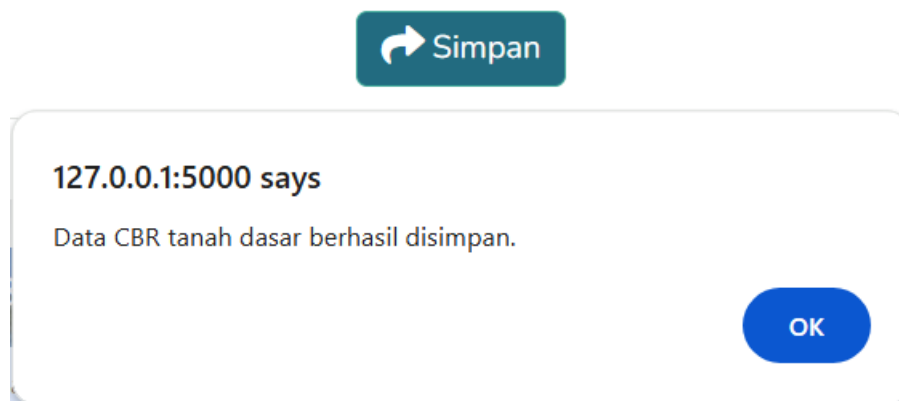 Simpan
127.0.0.1:5000 says
Data CBR tanah dasar berhasil disimpan.
OK